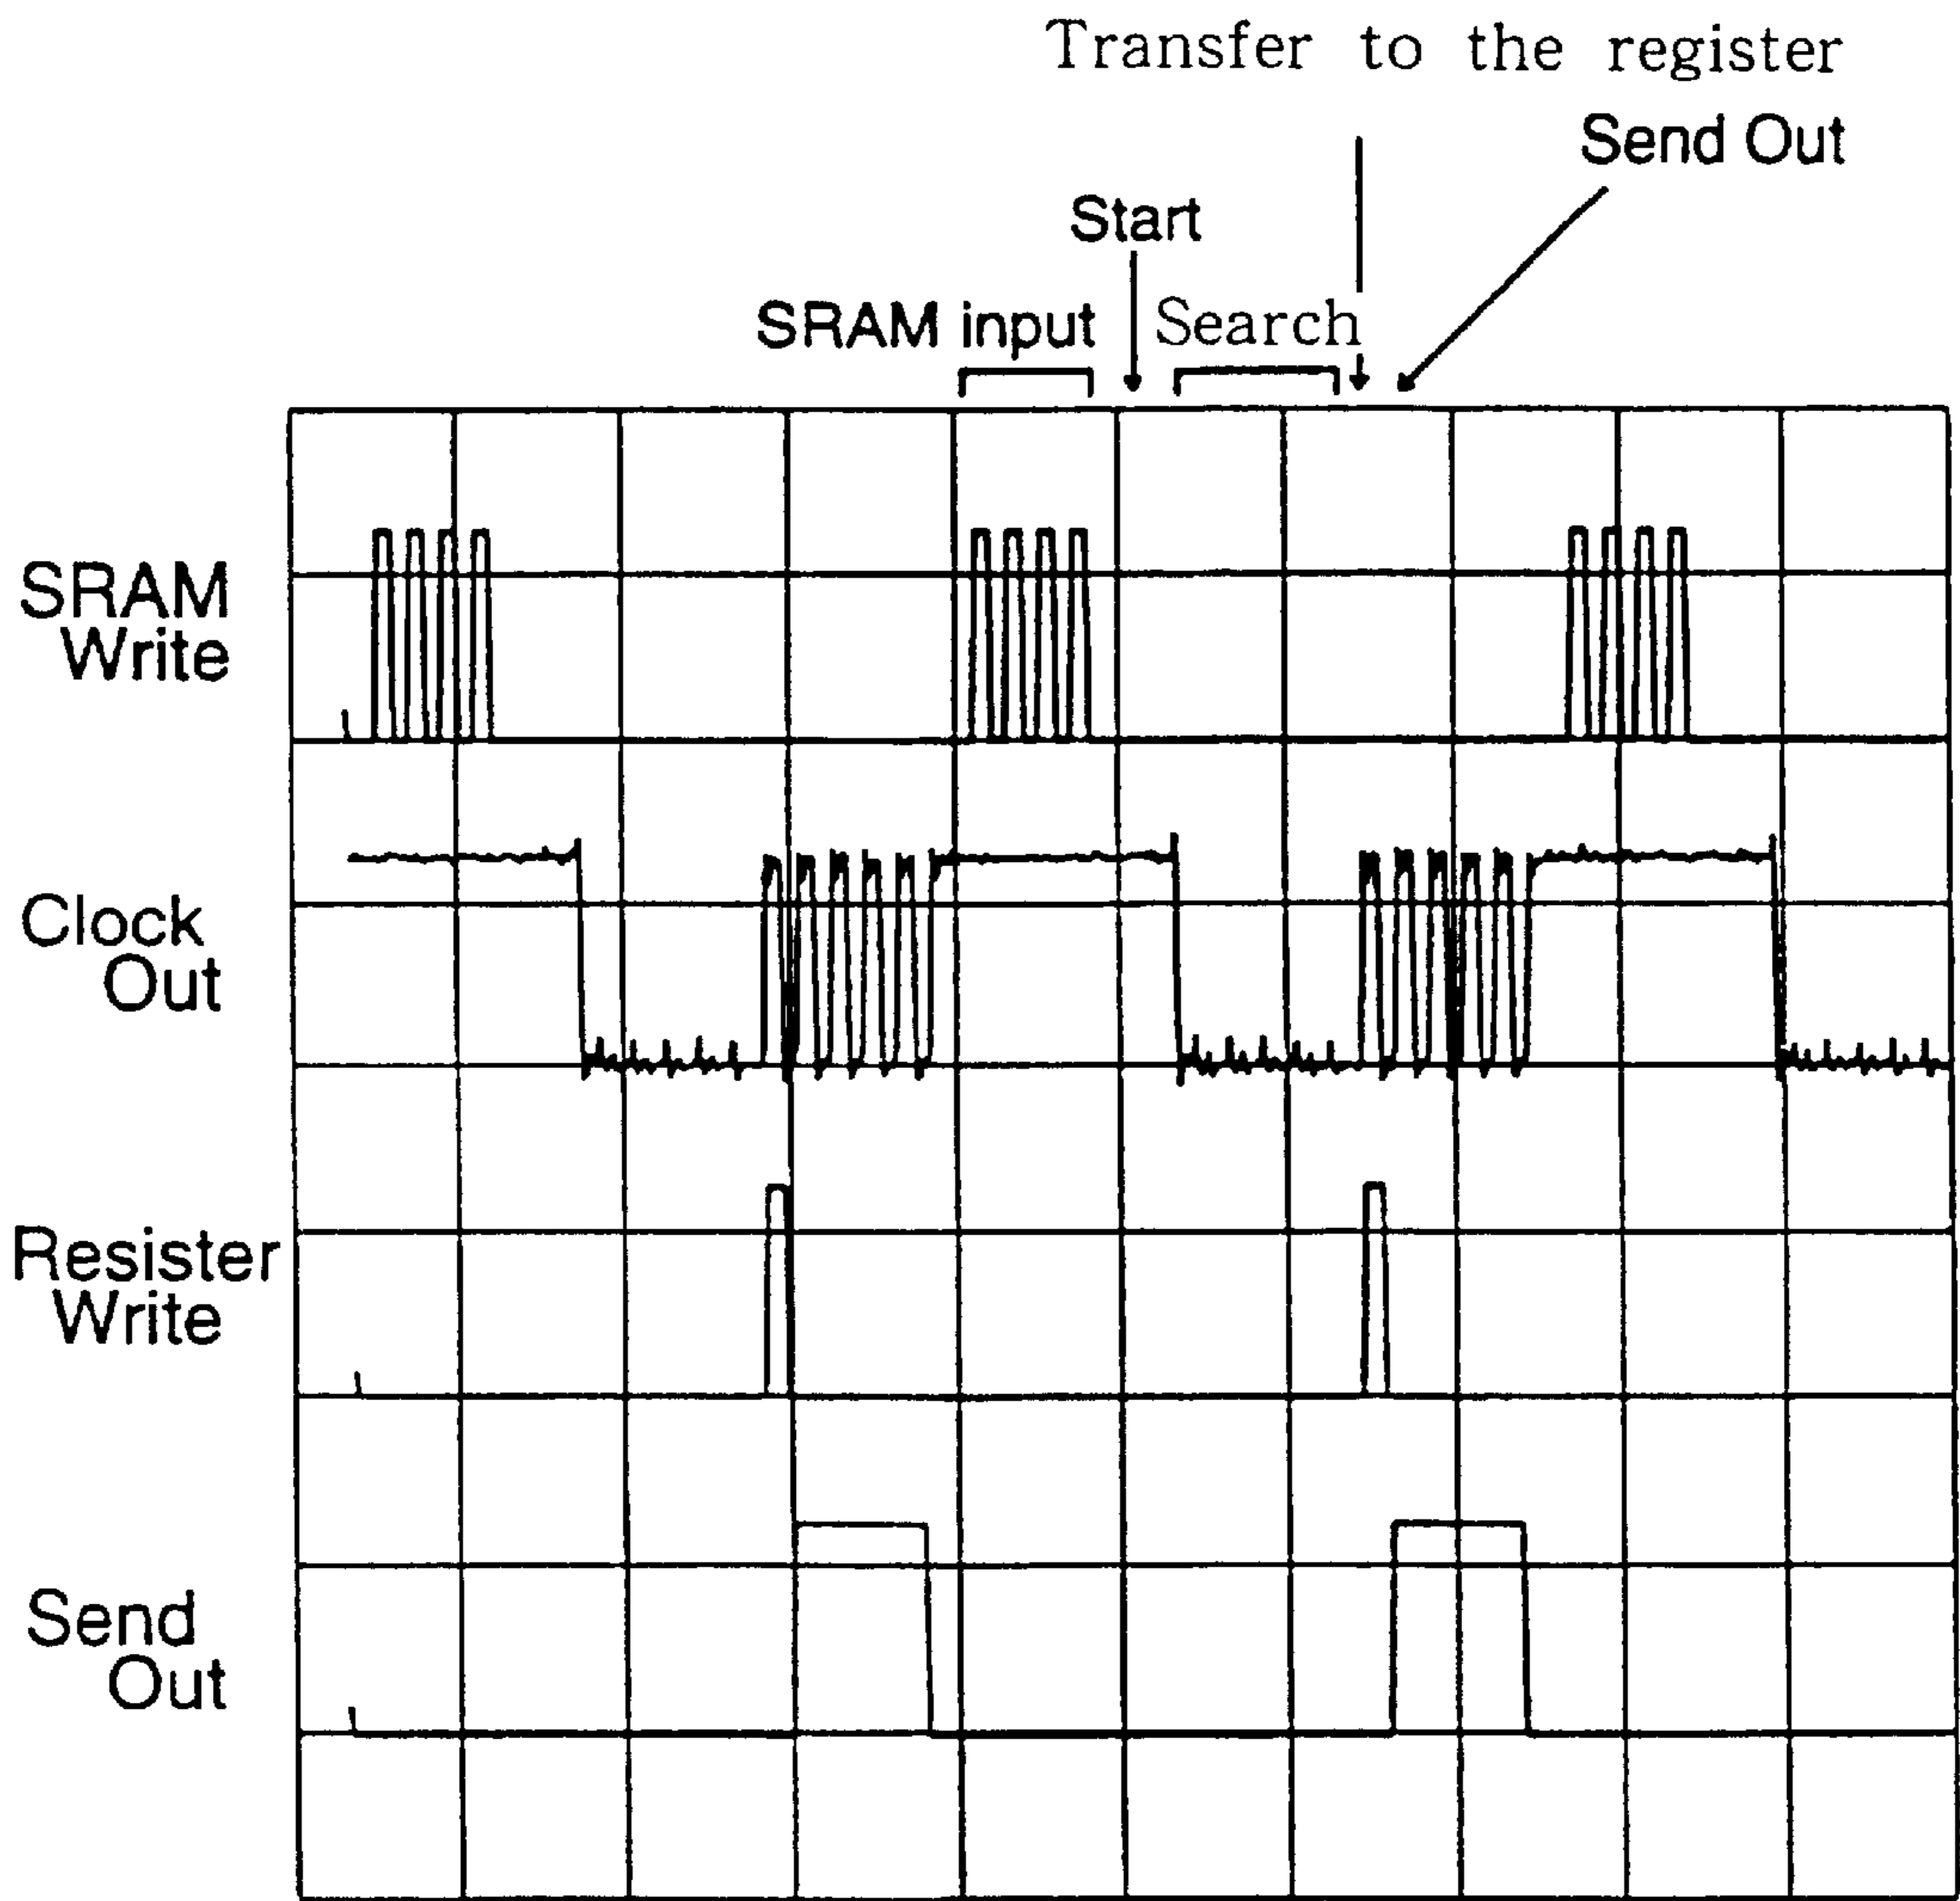 Transfer to the register
Send Out
Start
SRAM input
Search
SRAM
Write
Clock
Out
Resister
Write
Send
Out